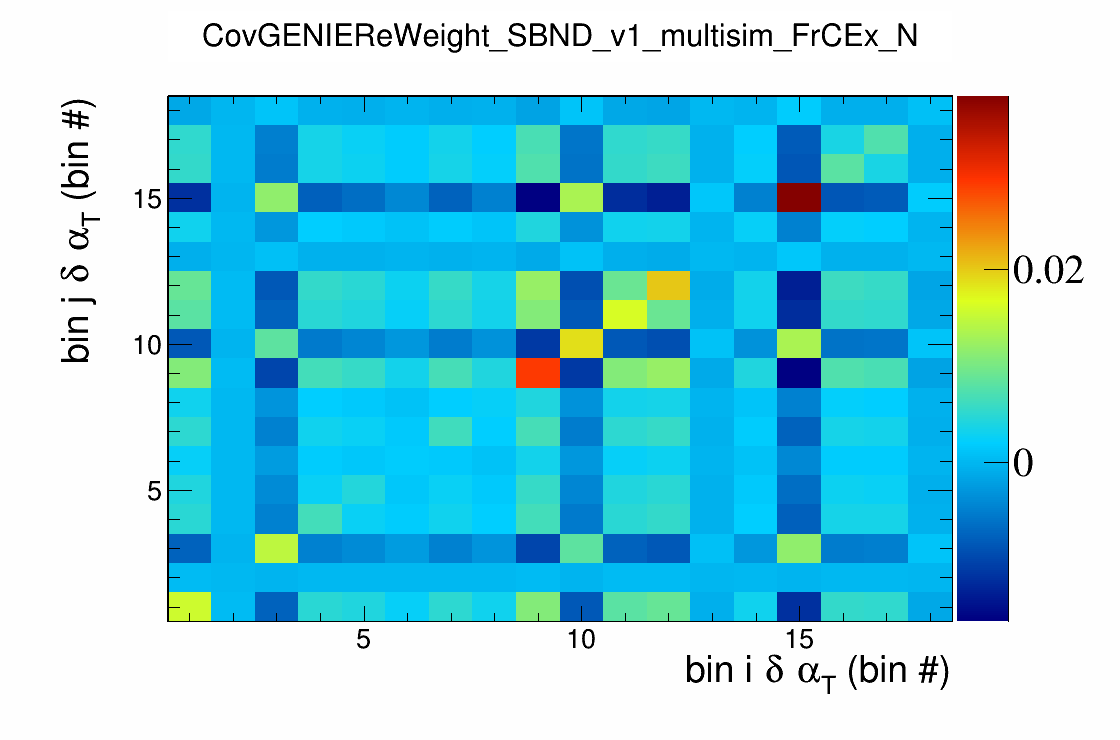 CovGENIEReWeight_SBND_v1_multisim_FrCEx_N
bin j δ α_T (bin #)
15
10
5
5 10 15
bin i δ α_T (bin #)
0.02
0